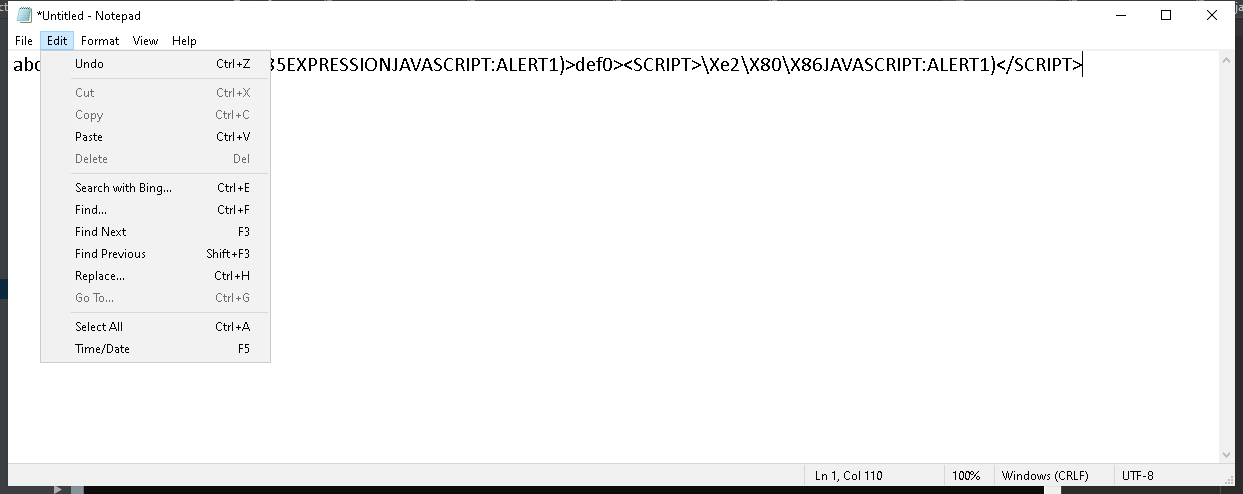 *Untitled - Notepad
File Edit Format View Help
abc 35EXPRESSIONJAVASCRIPT:ALERT1)>def0><SCRIPT>\Xe2\X80\X86JAVASCRIPT:ALERT1)</SCRIPT>
Undo Ctrl+Z
Cut Ctrl+X
Copy Ctrl+C
Paste Ctrl+V
Delete Del
Search with Bing... Ctrl+E
Find... Ctrl+F
Find Next F3
Find Previous Shift+F3
Replace... Ctrl+H
Go To... Ctrl+G
Select All Ctrl+A
Time/Date F5
Ln 1, Col 110 100% Windows (CRLF) UTF-8